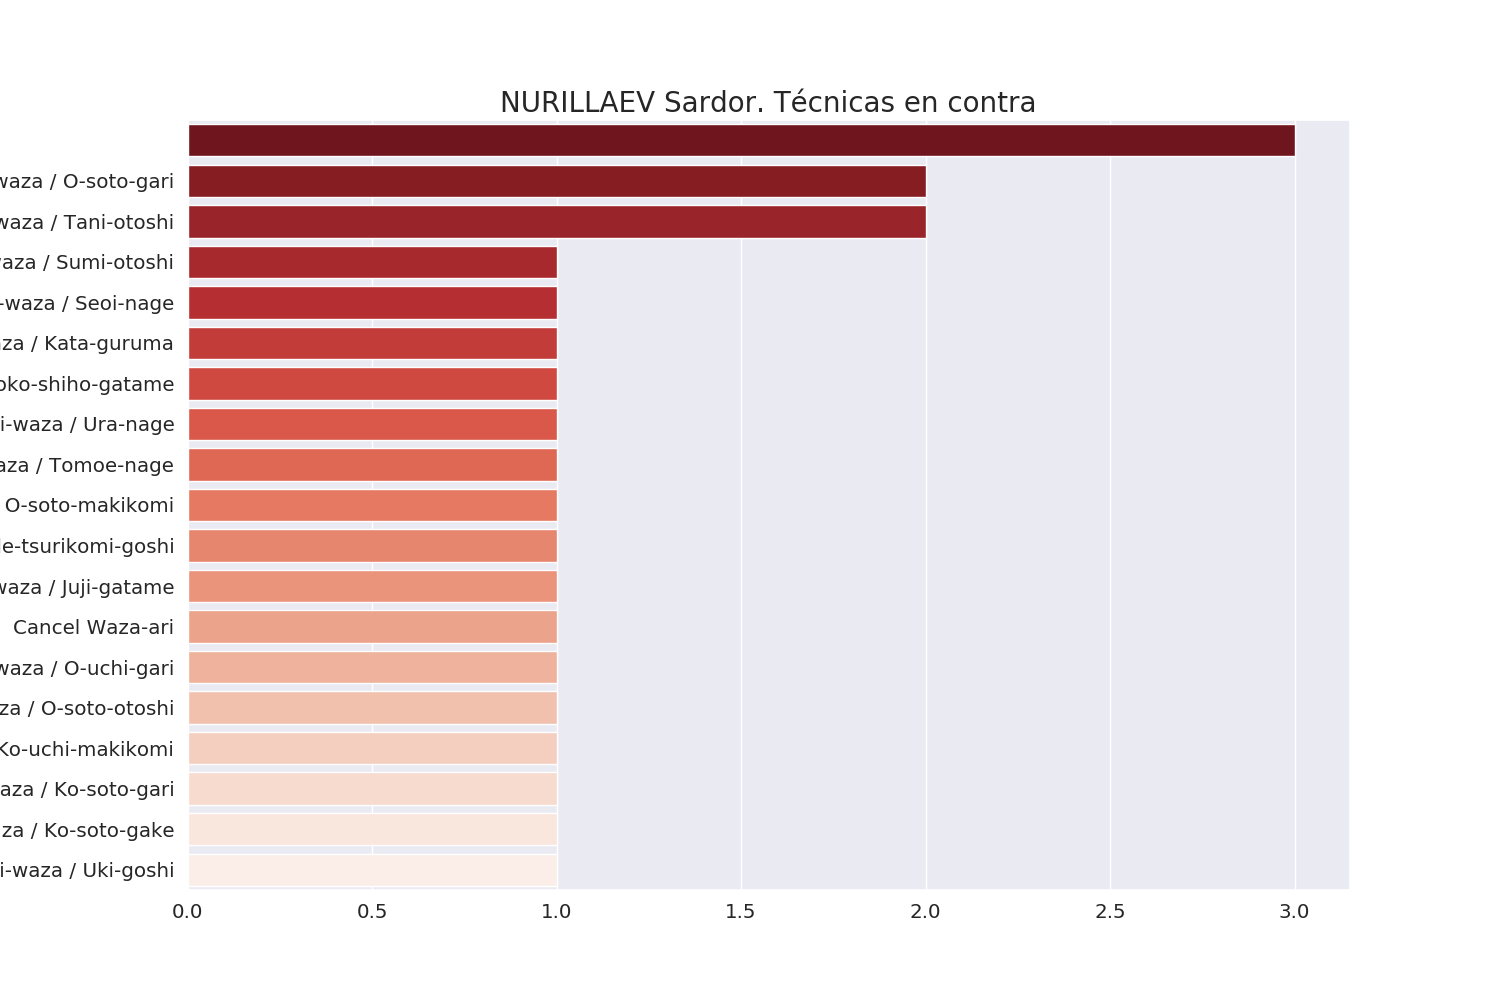 NURILLAEV Sardor. Técnicas en contra
waza / O-soto-gari
waza / Tani-otoshi
waza / Sumi-otoshi
-waza / Seoi-nage
za / Kata-guruma
oko-shiho-gatame
i-waza / Ura-nage
aza / Tomoe-nage
O-soto-makikomi
de-tsurikomi-goshi
waza / Juji-gatame
Cancel Waza-ari
waza / O-uchi-gari
za / O-soto-otoshi
Ko-uchi-makikomi
aza / Ko-soto-gari
za / Ko-soto-gake
i-waza / Uki-goshi
0.0 0.5 1.0 1.5 2.0 2.5 3.0